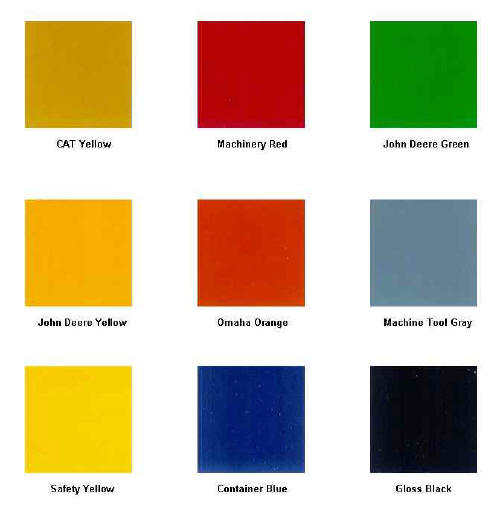 CAT Yellow
Machinery Red
John Deere Green
John Deere Yellow
Omaha Orange
Machine Tool Gray
Safety Yellow
Container Blue
Gloss Black